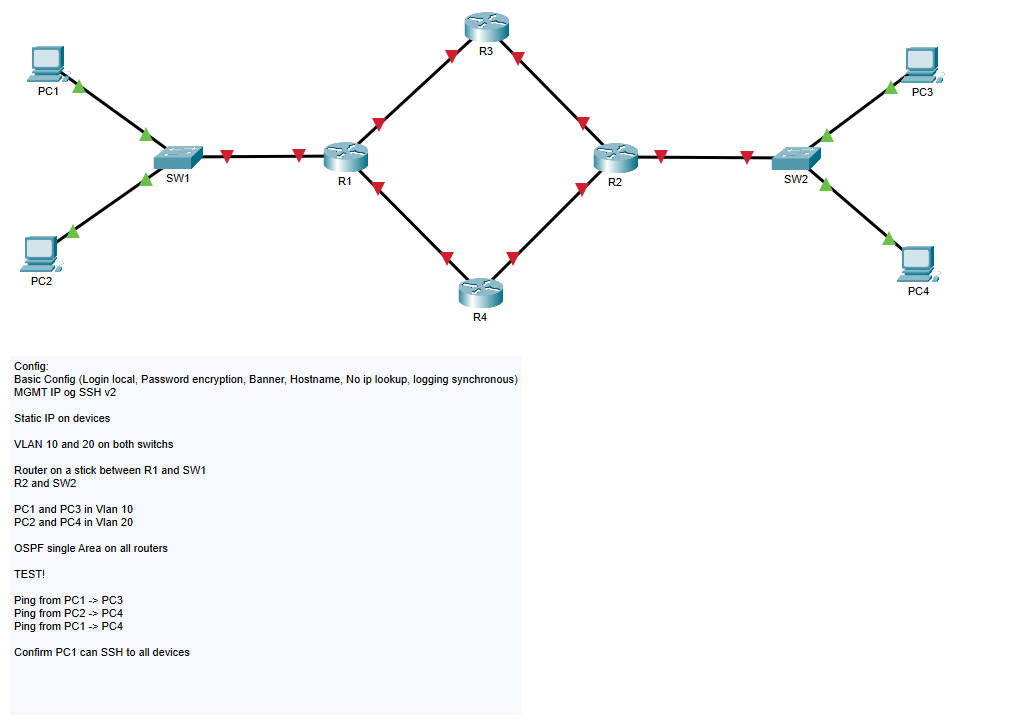 R3
PC1
PC3
SW1
R1
R2
SW2
PC2
PC4
R4
Config:
Basic Config (Login local, Password encryption, Banner, Hostname, No ip lookup, logging synchronous)
MGMT IP og SSH v2
Static IP on devices
VLAN 10 and 20 on both switchs
Router on a stick between R1 and SW1
R2 and SW2
PC1 and PC3 in Vlan 10
PC2 and PC4 in Vlan 20
OSPF single Area on all routers
TEST!
Ping from PC1 -> PC3
Ping from PC2 -> PC4
Ping from PC1 -> PC4
Confirm PC1 can SSH to all devices